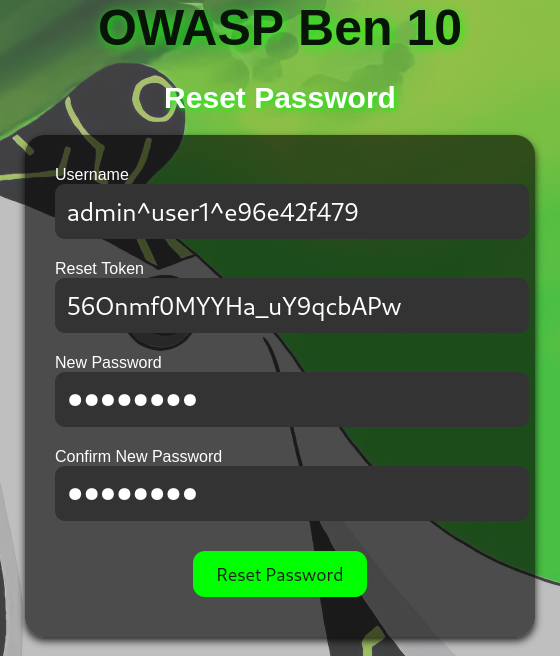 OWASP Ben 10
Reset Password
Username
admin^user1^e96e42f479
Reset Token
56Onmf0MYYHa_uY9qcbAPw
New Password
●●●●●●●●
Confirm New Password
●●●●●●●●
Reset Password